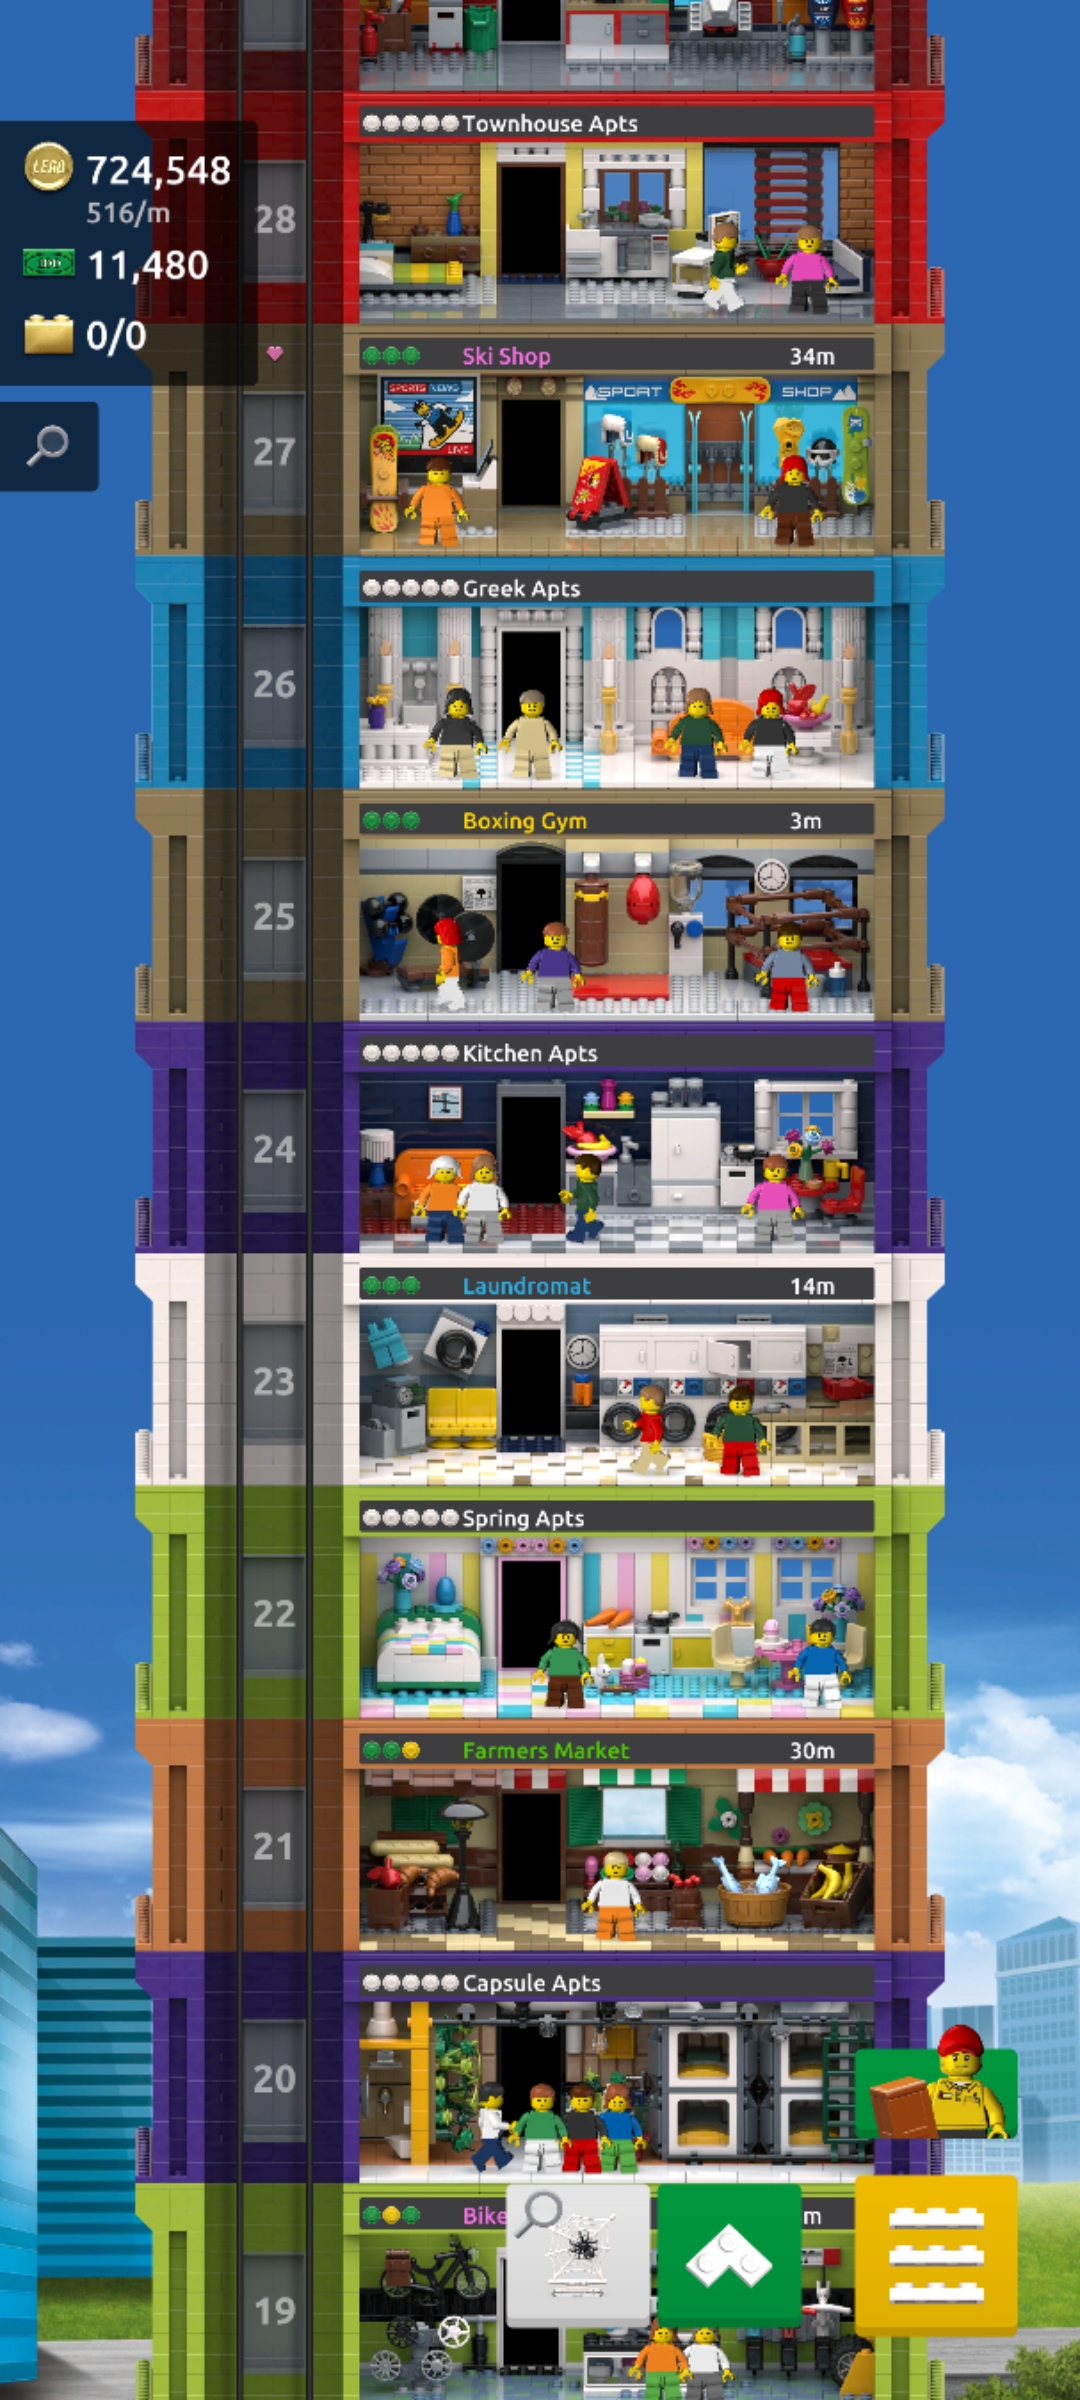 Townhouse Apts
LEGO
724,548
516/m
28
11,480
0/0
Ski Shop 34m
SPORTS NEWS
LIVE
SPORT SHOP
27
Greek Apts
26
Boxing Gym 3m
25
Kitchen Apts
24
Laundromat 14m
23
Spring Apts
22
Farmers Market 30m
21
Capsule Apts
20
Bike m
19